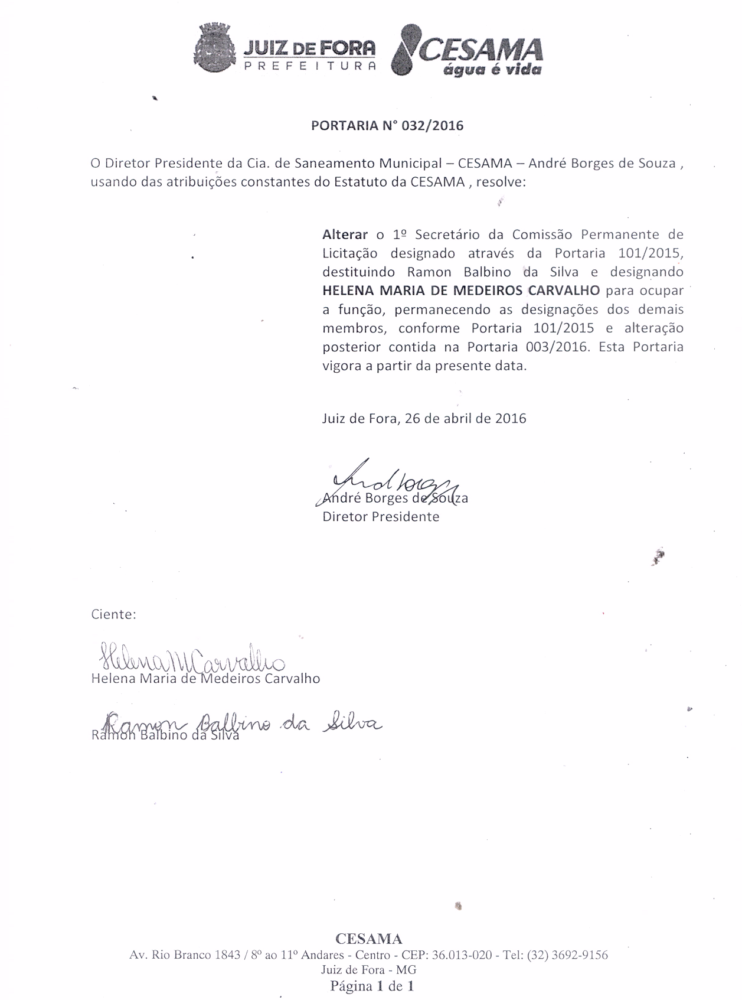 JUIZ DE FORA
PREFEITURA
CESAMA
água é vida
PORTARIA N° 032/2016
O Diretor Presidente da Cia. de Saneamento Municipal – CESAMA – André Borges de Souza ,
usando das atribuições constantes do Estatuto da CESAMA , resolve:
Alterar o 1º Secretário da Comissão Permanente de
Licitação designado através da Portaria 101/2015,
destituindo Ramon Balbino da Silva e designando
HELENA MARIA DE MEDEIROS CARVALHO para ocupar
a função, permanecendo as designações dos demais
membros, conforme Portaria 101/2015 e alteração
posterior contida na Portaria 003/2016. Esta Portaria
vigora a partir da presente data.
Juiz de Fora, 26 de abril de 2016
André Borges de Souza
Diretor Presidente
Ciente:
Helena M Carvalho
Helena Maria de Medeiros Carvalho
Ramon Balbino da Silva
Ramon Balbino da Silva
CESAMA
Av. Rio Branco 1843 / 8º ao 11º Andares - Centro - CEP: 36.013-020 - Tel: (32) 3692-9156
Juiz de Fora - MG
Página 1 de 1